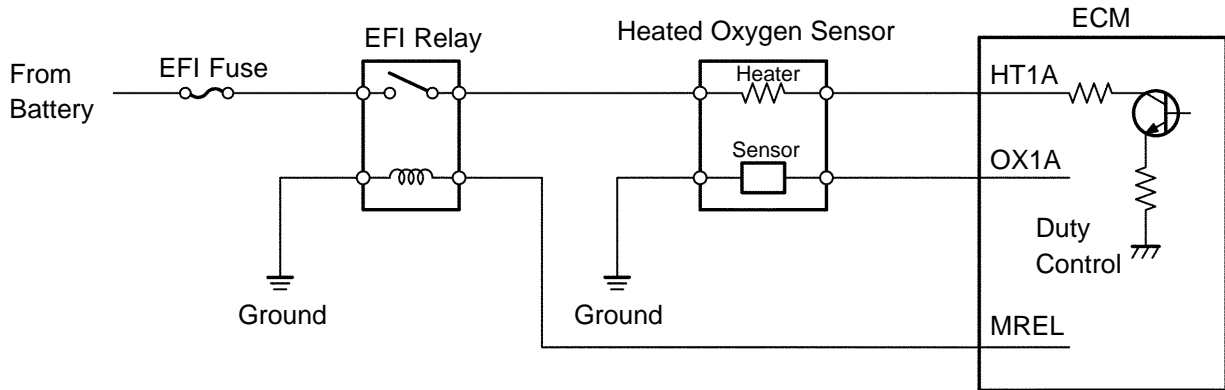 ECM
EFI Relay
Heated Oxygen Sensor
From
Battery
EFI Fuse
Heater
HT1A
Sensor
OX1A
Duty
Control
Ground
Ground
MREL